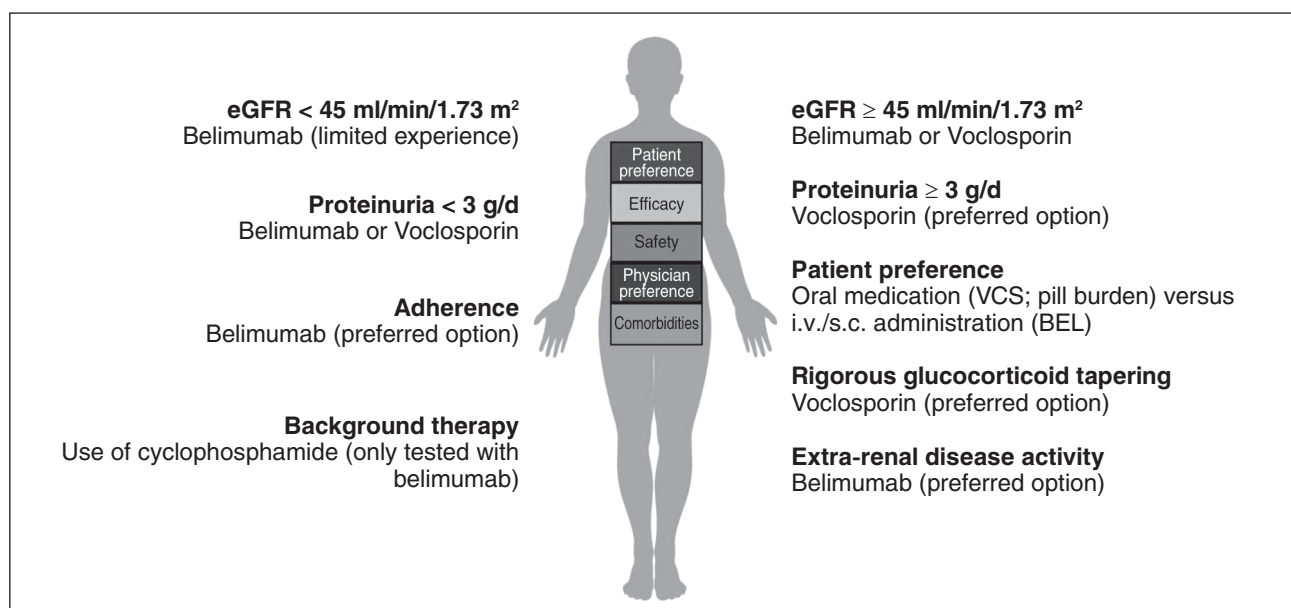 eGFR < 45 ml/min/1.73 m²
Belimumab (limited experience)
Proteinuria < 3 g/d
Belimumab or Voclosporin
Adherence
Belimumab (preferred option)
Background therapy
Use of cyclophosphamide (only tested with
belimumab)
Patient
preference
Efficacy
Safety
Physician
preference
Comorbidities
eGFR ≥ 45 ml/min/1.73 m²
Belimumab or Voclosporin
Proteinuria ≥ 3 g/d
Voclosporin (preferred option)
Patient preference
Oral medication (VCS; pill burden) versus
i.v./s.c. administration (BEL)
Rigorous glucocorticoid tapering
Voclosporin (preferred option)
Extra-renal disease activity
Belimumab (preferred option)